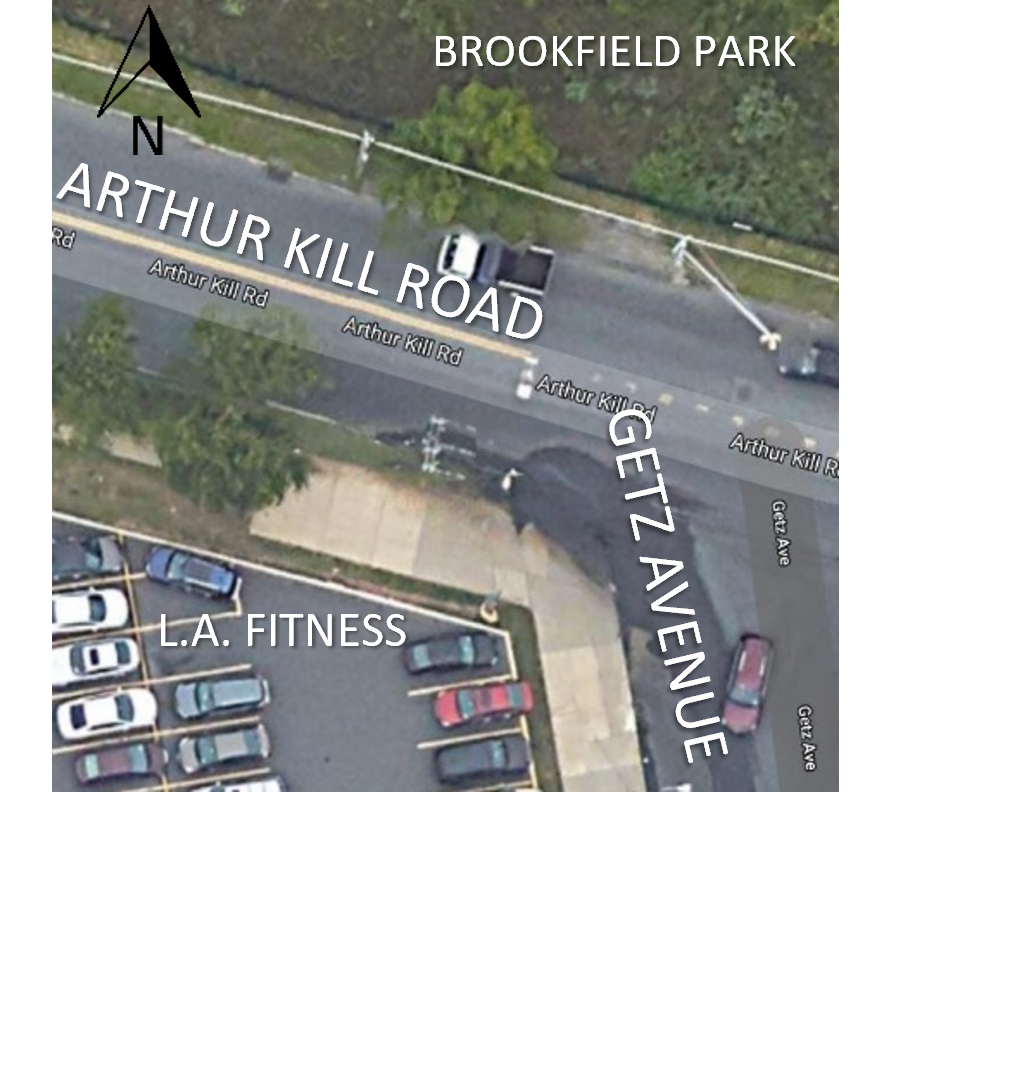 BROOKFIELD PARK
N
ARTHUR KILL ROAD
Rd
Arthur Kill Rd
Arthur Kill Rd
Arthur Kill Rd
Arthur Kill R
GETZ AVENUE
Getz Ave
L.A. FITNESS
Getz Ave